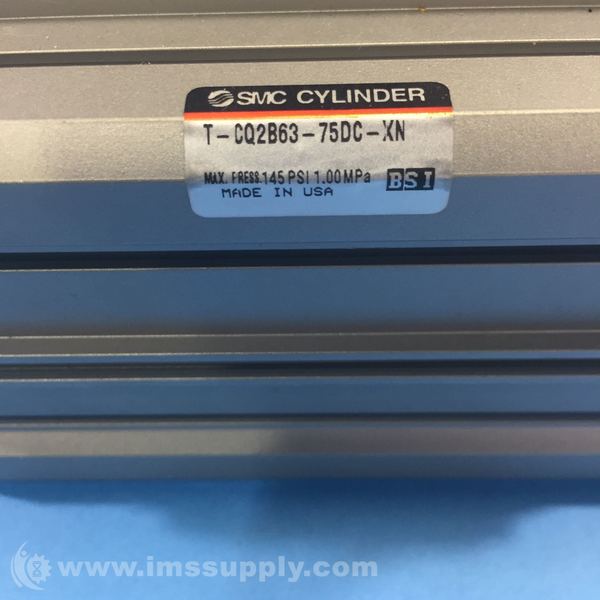 SMC CYLINDER
T-CQ2B63-75DC-XN
MAX. PRESS. 145 PSI 1.00 MPa BSI
MADE IN USA
www.imssupply.com